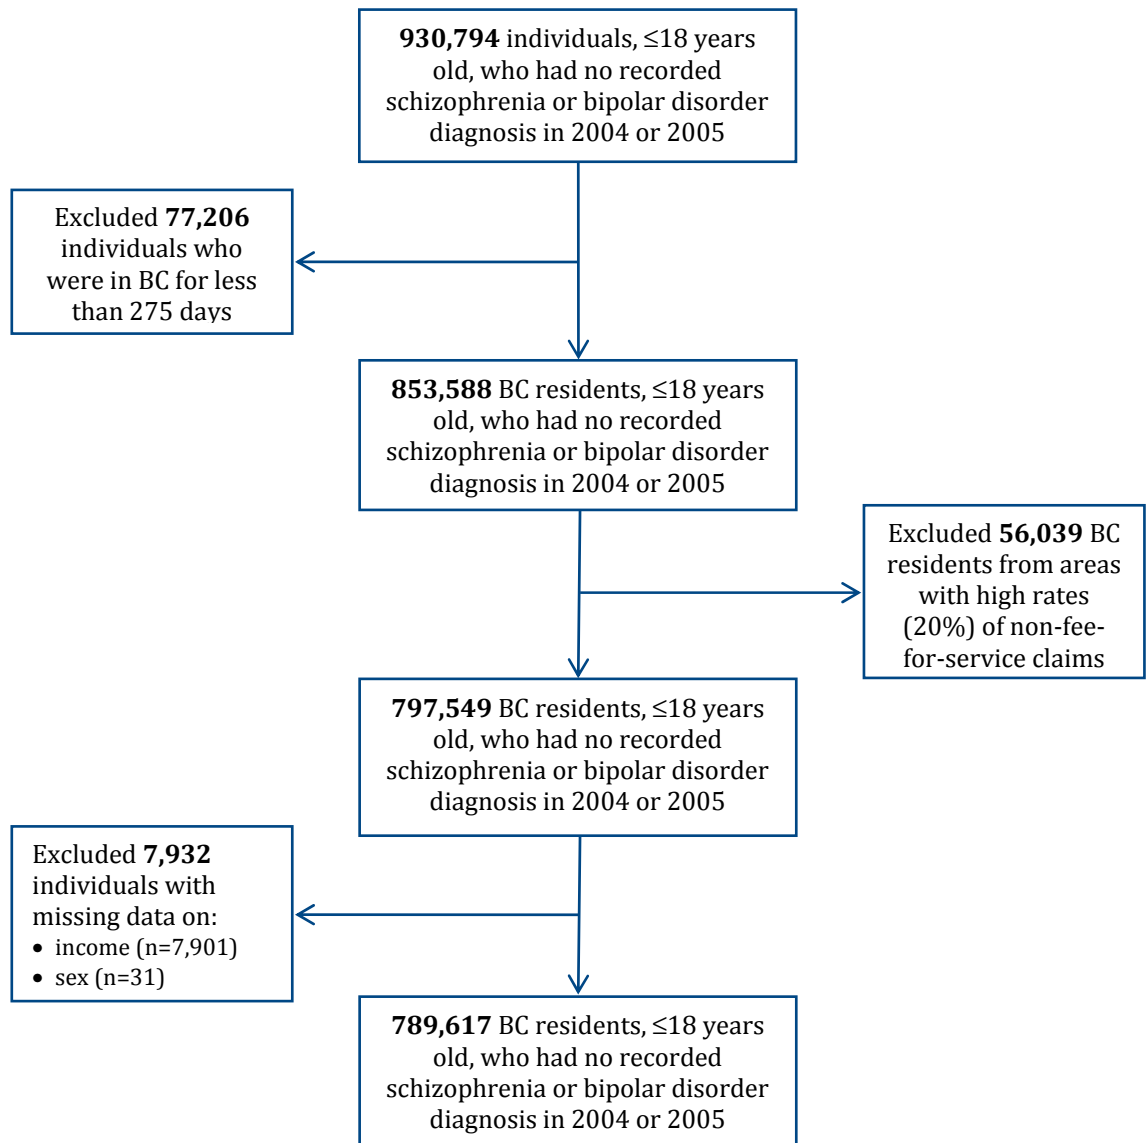 930,794 individuals, ≤18 years
old, who had no recorded
schizophrenia or bipolar disorder
diagnosis in 2004 or 2005
Excluded 77,206
individuals who
were in BC for less
than 275 days
853,588 BC residents, ≤18 years
old, who had no recorded
schizophrenia or bipolar disorder
diagnosis in 2004 or 2005
Excluded 56,039 BC
residents from areas
with high rates
(20%) of non-fee-
for-service claims
797,549 BC residents, ≤18 years
old, who had no recorded
schizophrenia or bipolar disorder
diagnosis in 2004 or 2005
Excluded 7,932
individuals with
missing data on:
• income (n=7,901)
• sex (n=31)
789,617 BC residents, ≤18 years
old, who had no recorded
schizophrenia or bipolar disorder
diagnosis in 2004 or 2005